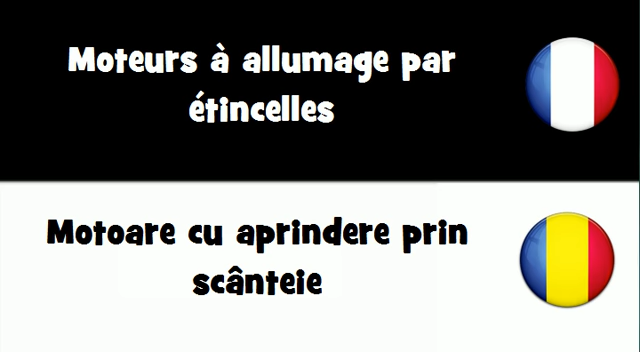 Moteurs à allumage par
étincelles
Motoare cu aprindere prin
scânteie